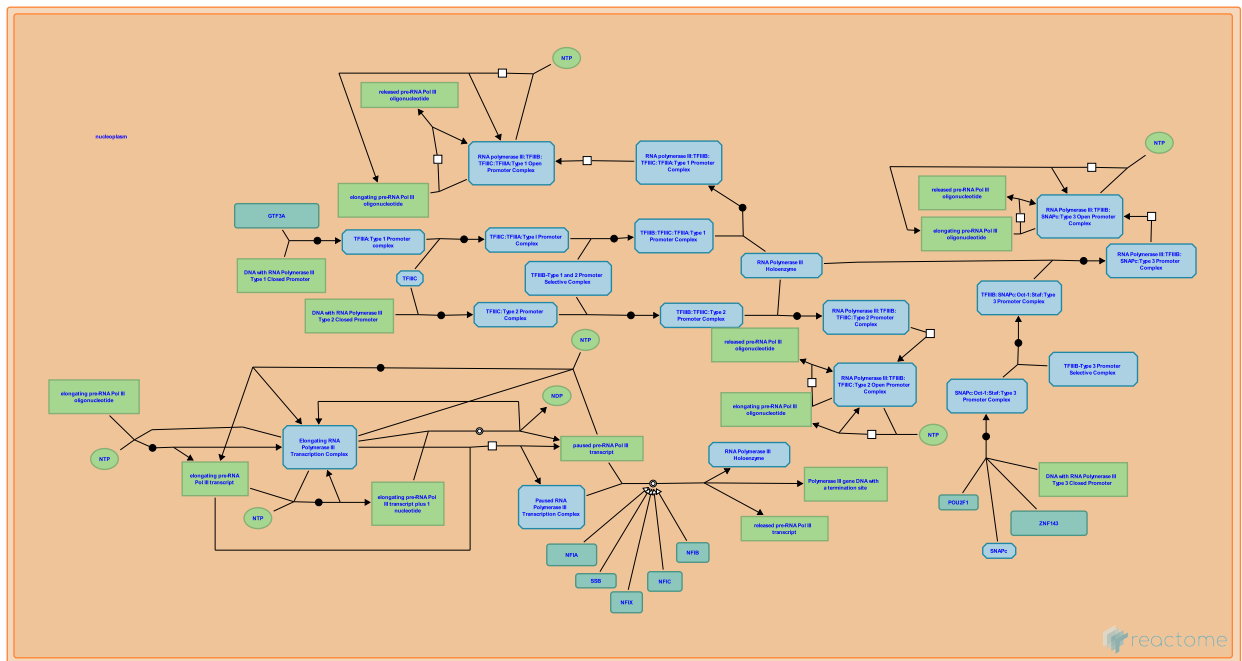 NTP
released pre-RNA Pol III
oligonucleotide
nucleoplasm
RNA polymerase III:TFIIIB:
TFIIIC:TFIIIA:Type 1 Open
Promoter Complex
RNA polymerase III:TFIIIB:
TFIIIC:TFIIIA:Type 1 Promoter
Complex
NTP
elongating pre-RNA Pol III
oligonucleotide
released pre-RNA Pol III
oligonucleotide
RNA Polymerase III:TFIIIB:
SNAPc:Type 3 Open Promoter
Complex
elongating pre-RNA Pol III
oligonucleotide
GTF3A
TFIIIA:Type 1 Promoter
complex
TFIIIC:TFIIIA:Type 1 Promoter
Complex
TFIIIB:TFIIIC:TFIIIA:Type 1
Promoter Complex
RNA Polymerase III
Holoenzyme
RNA Polymerase III:TFIIIB:
SNAPc:Type 3 Promoter
Complex
DNA with RNA Polymerase III
Type 1 Closed Promoter
TFIIIC
TFIIIB-Type 1 and 2 Promoter
Selective Complex
TFIIIB:SNAPc:Oct-1:Staf:Type
3 Promoter Complex
DNA with RNA Polymerase III
Type 2 Closed Promoter
TFIIIC:Type 2 Promoter
Complex
TFIIIB:TFIIIC:Type 2
Promoter Complex
RNA Polymerase III:TFIIIB:
TFIIIC:Type 2 Promoter
Complex
NTP
released pre-RNA Pol III
oligonucleotide
RNA Polymerase III:TFIIIB:
TFIIIC:Type 2 Open Promoter
Complex
TFIIIB-Type 3 Promoter
Selective Complex
elongating pre-RNA Pol III
oligonucleotide
NDP
elongating pre-RNA Pol III
oligonucleotide
SNAPc:Oct-1:Staf:Type 3
Promoter Complex
NTP
Elongating RNA
Polymerase III
Transcription Complex
paused pre-RNA Pol III
transcript
RNA Polymerase III
Holoenzyme
NTP
elongating pre-RNA
Pol III transcript
Polymerase III gene DNA with
a termination site
DNA with RNA Polymerase III
Type 3 Closed Promoter
elongating pre-RNA Pol
III transcript plus 1
nucleotide
Paused RNA
Polymerase III
Transcription Complex
POU2F1
NTP
released pre-RNA Pol III
transcript
ZNF143
NFIA
NFIB
SNAPc
SSB
NFIC
NFIX
reactome